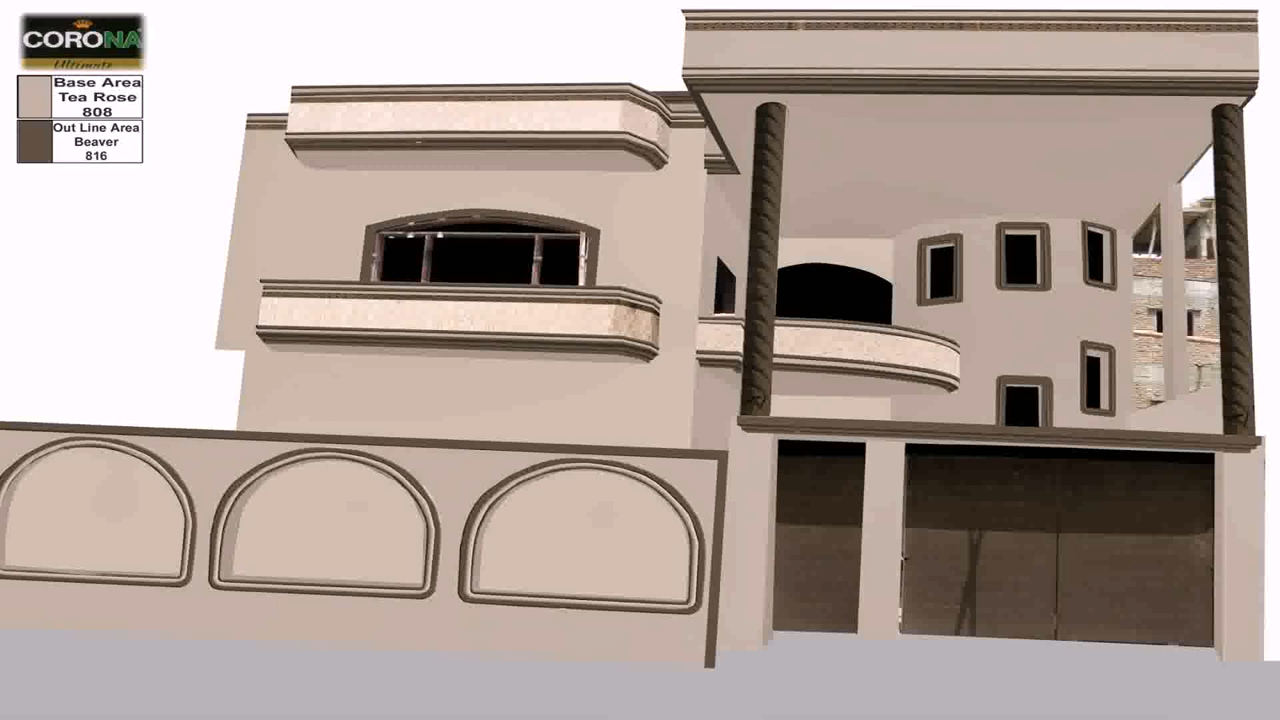 CORONA
Ultimate
Base Area
Tea Rose
808
Out Line Area
Beaver
816